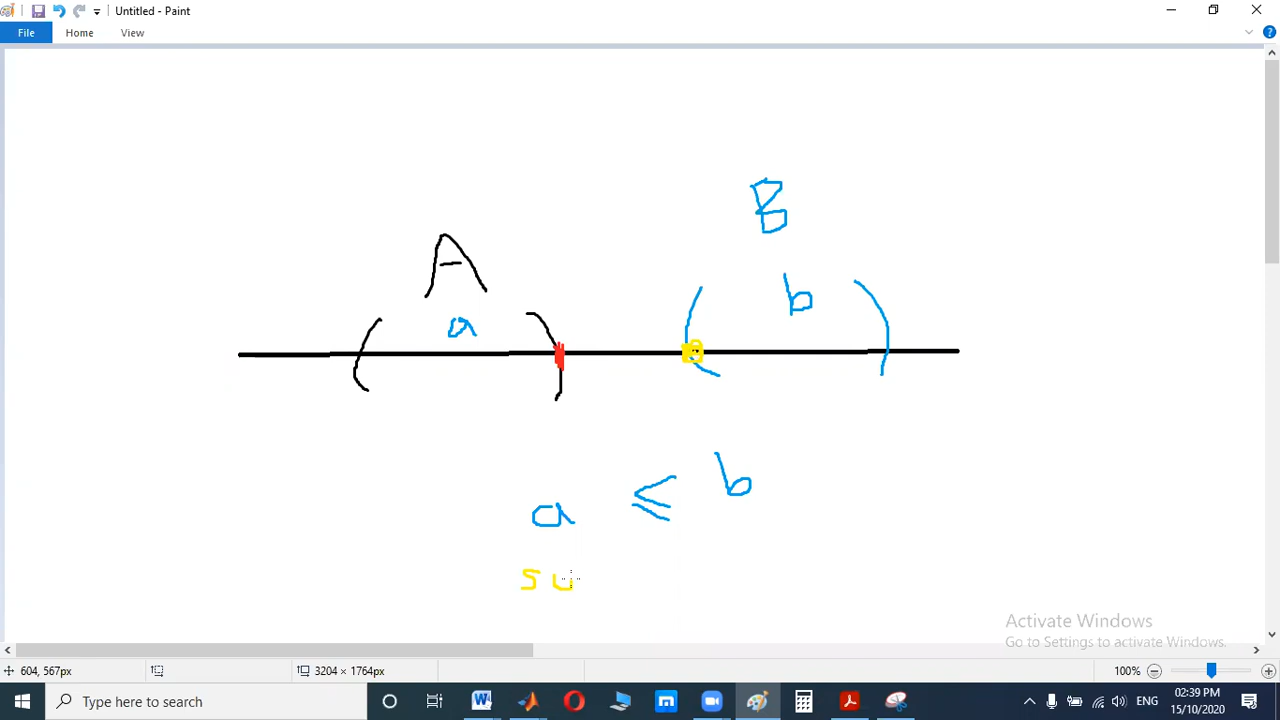 Untitled - Paint
File Home View
B
A
b
a
a ≤ b
su
Activate Windows
Go to Settings to activate Windows.
604, 567px
3204 × 1764px
100%
Type here to search
W
ENG
02:39 PM
15/10/2020